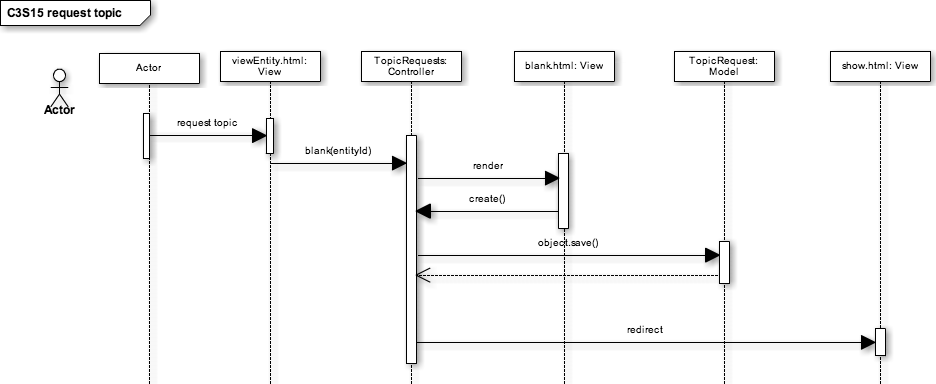 C3S15 request topic
Actor
Actor
viewEntity.html:
View
TopicRequests:
Controller
blank.html: View
TopicRequest:
Model
show.html: View
request topic
blank(entityId)
render
create()
object.save()
redirect